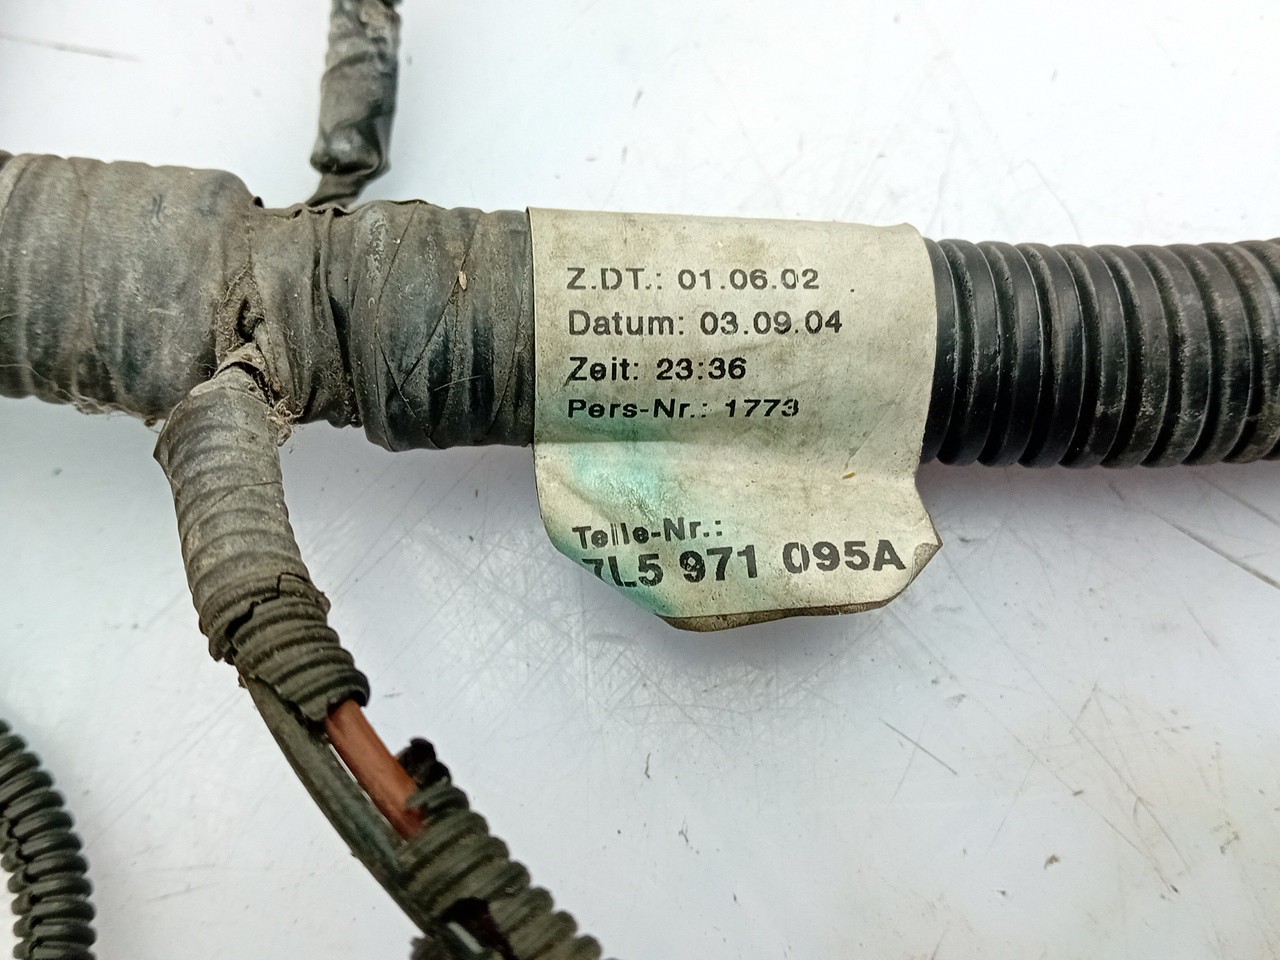 Z.DT.: 01.06.02
Datum: 03.09.04
Zeit: 23:36
Pers-Nr.: 1773
Teile-Nr.:
7L5 971 095A